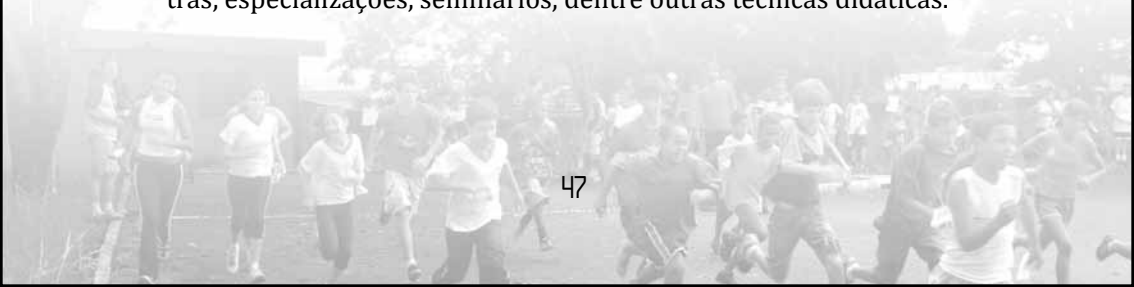 tras, especializações, seminários, dentre outras técnicas didáticas.
47